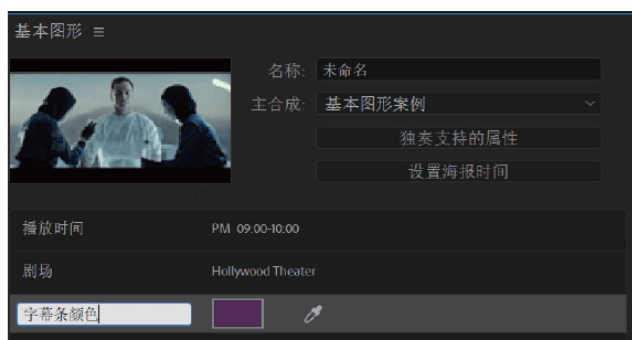 基本图形
名称: 未命名
主合成: 基本图形案例
独奏支持的属性
设置海报时间
播放时间 PM 09:00-10:00
剧场 Hollywood Theater
字幕条颜色